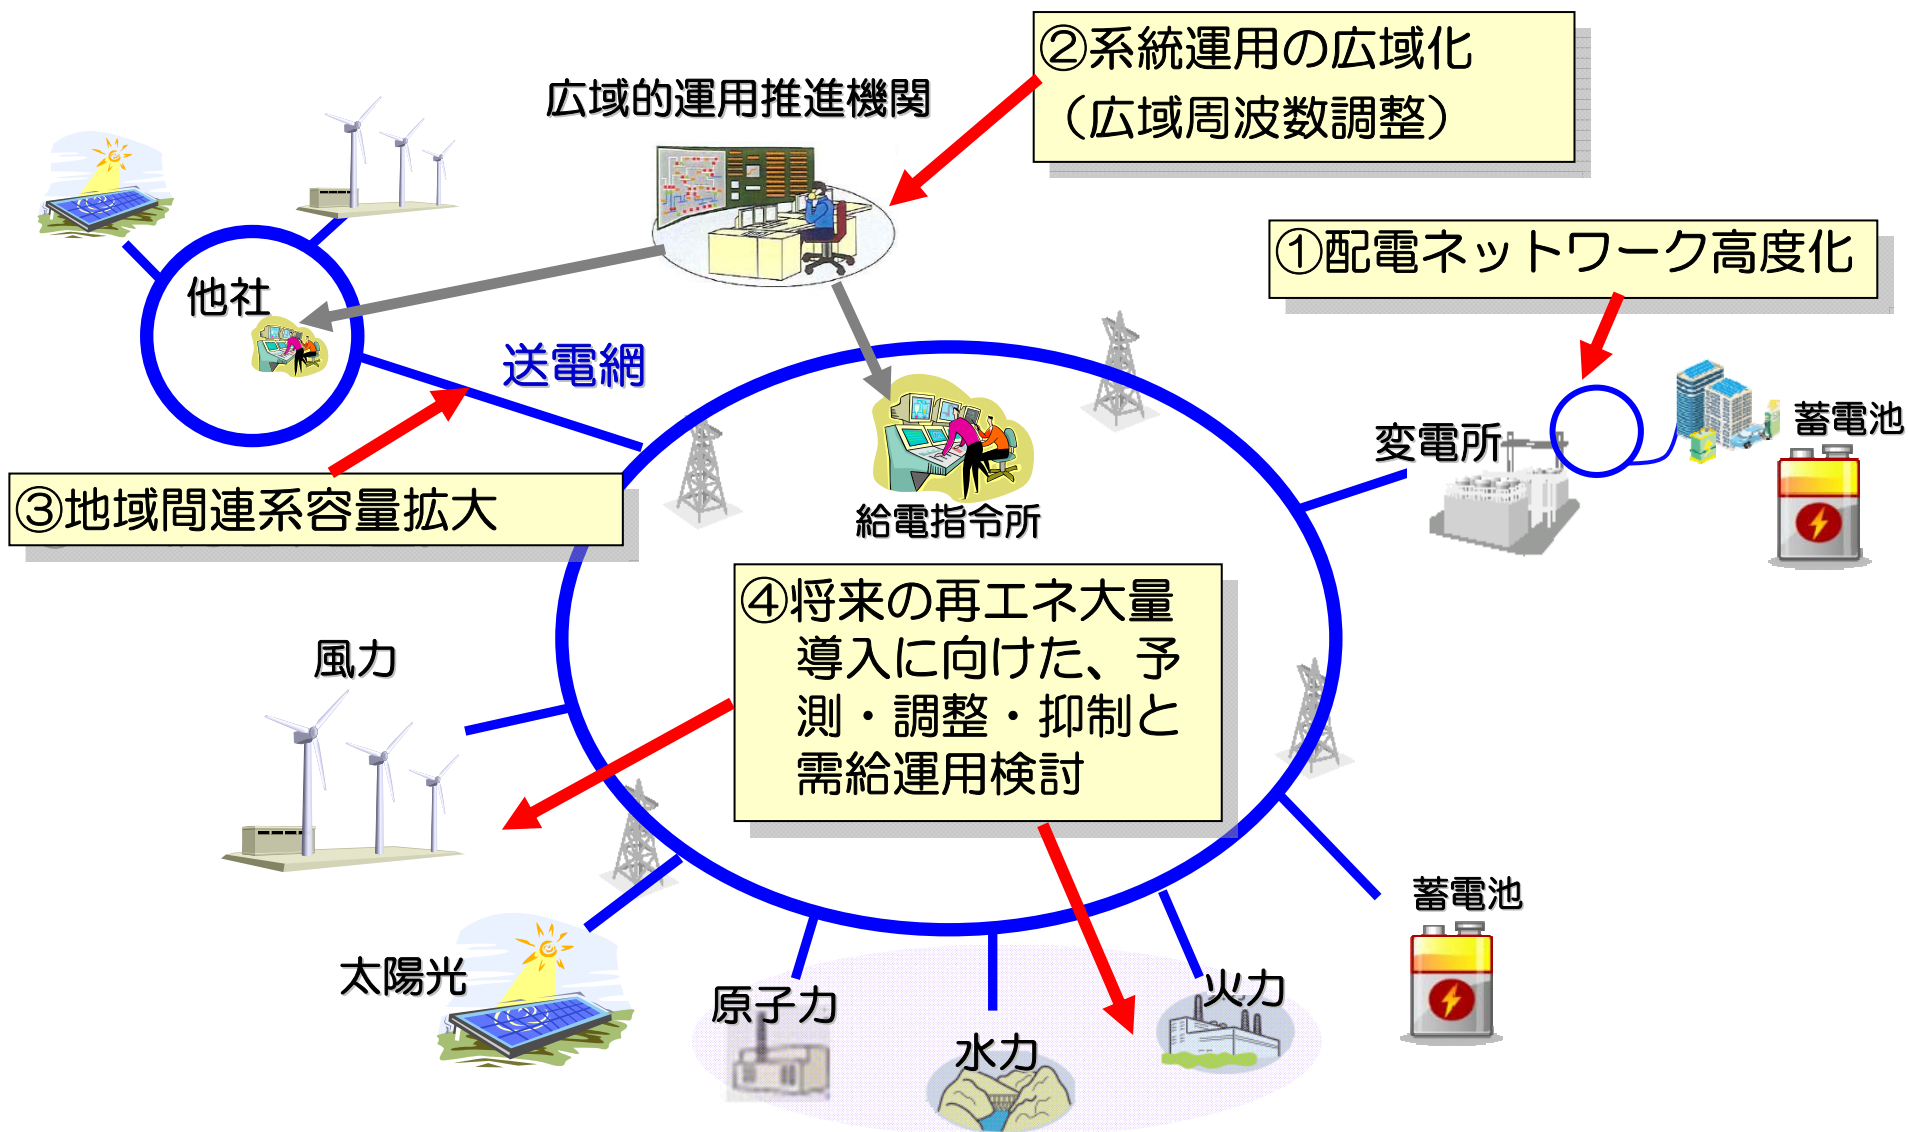 ②系統運用の広域化
（広域周波数調整）
広域的運用推進機関
①配電ネットワーク高度化
他社
送電網
変電所
蓄電池
③地域間連系容量拡大
給電指令所
④将来の再エネ大量
導入に向けた、予
測・調整・抑制と
需給運用検討
風力
蓄電池
太陽光
原子力
水力
火力